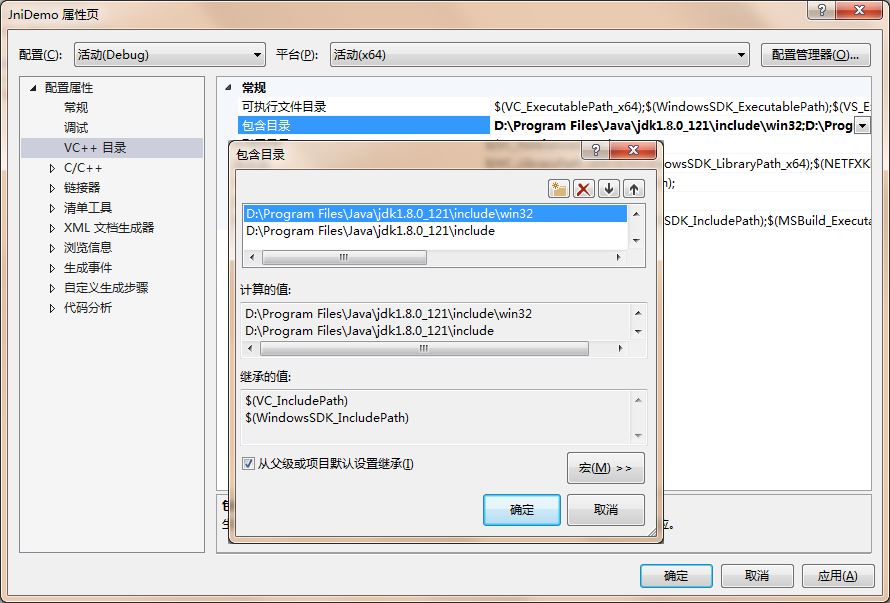 JniDemo 属性页
配置(C): 活动(Debug) 平台(P): 活动(x64) 配置管理器(O)...
配置属性
常规
调试
VC++ 目录
C/C++
链接器
清单工具
XML 文档生成器
浏览信息
生成事件
自定义生成步骤
代码分析
常规
可执行文件目录 $(VC_ExecutablePath_x64);$(WindowsSDK_ExecutablePath);$(VS_E
包含目录 D:\Program Files\Java\jdk1.8.0_121\include\win32;D:\Prog
owsSDK_LibraryPath_x64);$(NETFXK
);
SDK_IncludePath);$(MSBuild_Executa
包含目录
D:\Program Files\Java\jdk1.8.0_121\include\win32
D:\Program Files\Java\jdk1.8.0_121\include
计算的值:
D:\Program Files\Java\jdk1.8.0_121\include\win32
D:\Program Files\Java\jdk1.8.0_121\include
继承的值:
$(VC_IncludePath)
$(WindowsSDK_IncludePath)
从父级或项目默认设置继承(I)
宏(M) >>
确定 取消
应。
确定 取消 应用(A)